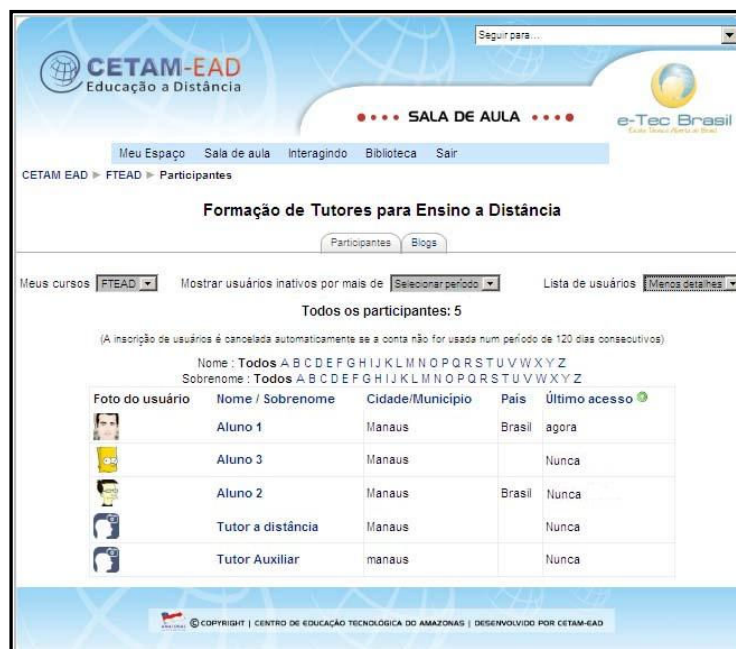 Seguir para...
CETAM-EAD
Educação a Distância
SALA DE AULA
e-Tec Brasil
Escola Técnica Aberta do Brasil
Meu Espaço Sala de aula Interagindo Biblioteca Sair
CETAM EAD ► FTEAD ► Participantes
Formação de Tutores para Ensino a Distância
Participantes Blogs
Meus cursos FTEAD Mostrar usuários inativos por mais de Selecionar período Lista de usuários Menos detalhes
Todos os participantes: 5
(A inscrição de usuários é cancelada automaticamente se a conta não for usada num período de 120 dias consecutivos)
Nome : Todos A B C D E F G H I J K L M N O P Q R S T U V W X Y Z
Sobrenome : Todos A B C D E F G H I J K L M N O P Q R S T U V W X Y Z
Foto do usuário Nome / Sobrenome Cidade/Município País Último acesso
Aluno 1 Manaus Brasil agora
Aluno 3 Manaus Nunca
Aluno 2 Manaus Brasil Nunca
Tutor a distância Manaus Nunca
Tutor Auxiliar manaus Nunca
© COPYRIGHT | CENTRO DE EDUCAÇÃO TECNOLÓGICA DO AMAZONAS | DESENVOLVIDO POR CETAM-EAD